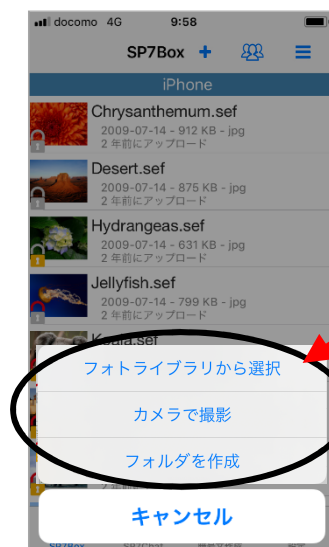 docomo 4G 9:58
SP7Box +
iPhone
Chrysanthemum.sef
2009-07-14 - 912 KB - jpg
2 年前にアップロード
Desert.sef
2009-07-14 - 875 KB - jpg
2 年前にアップロード
Hydrangeas.sef
2009-07-14 - 631 KB - jpg
2 年前にアップロード
Jellyfish.sef
2009-07-14 - 799 KB - jpg
2 年前にアップロード
Koala.sef
フォトライブラリから選択
カメラで撮影
フォルダを作成
キャンセル
SP7Box SP7Chat